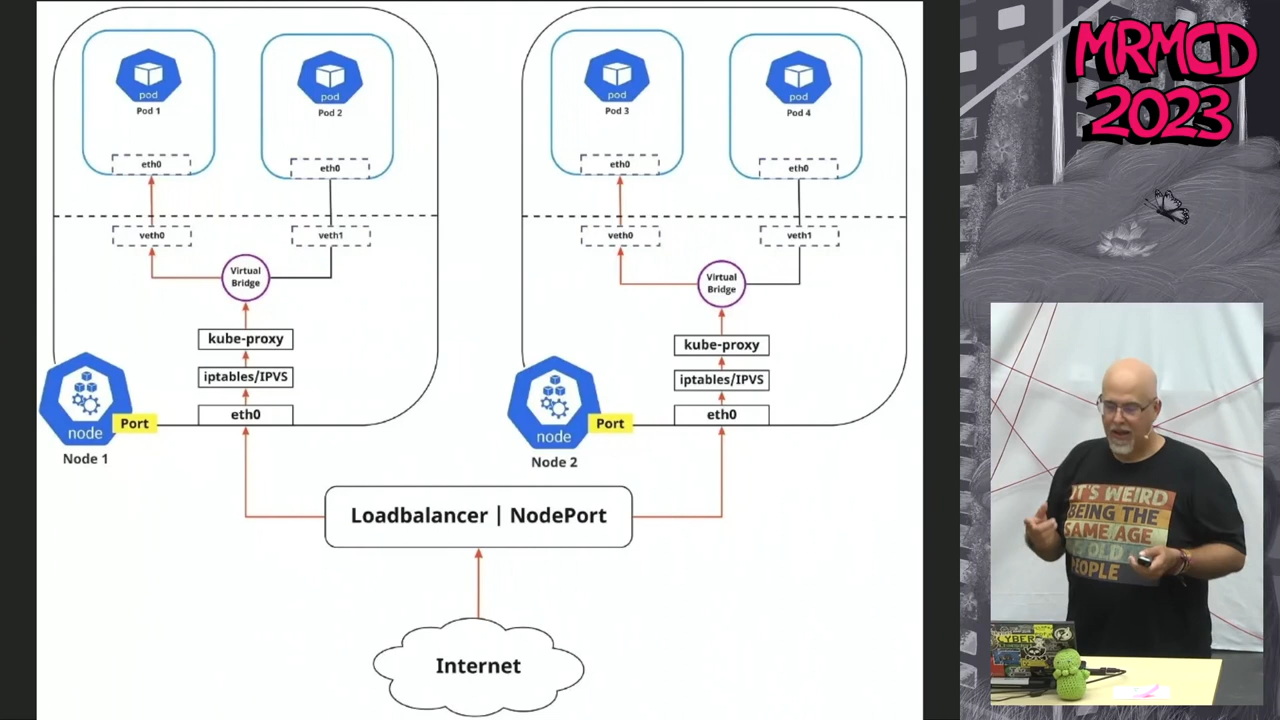 pod
Pod 1
eth0
pod
Pod 2
eth0
veth0
veth1
Virtual
Bridge
kube-proxy
iptables/IPVS
eth0
node
Port
Node 1
pod
Pod 3
eth0
pod
Pod 4
eth0
veth0
veth1
Virtual
Bridge
kube-proxy
iptables/IPVS
eth0
node
Port
Node 2
Loadbalancer | NodePort
Internet
MRMCD
2023
IT'S WEIRD
BEING THE
SAME AGE
OLD
PEOPLE
CYBER